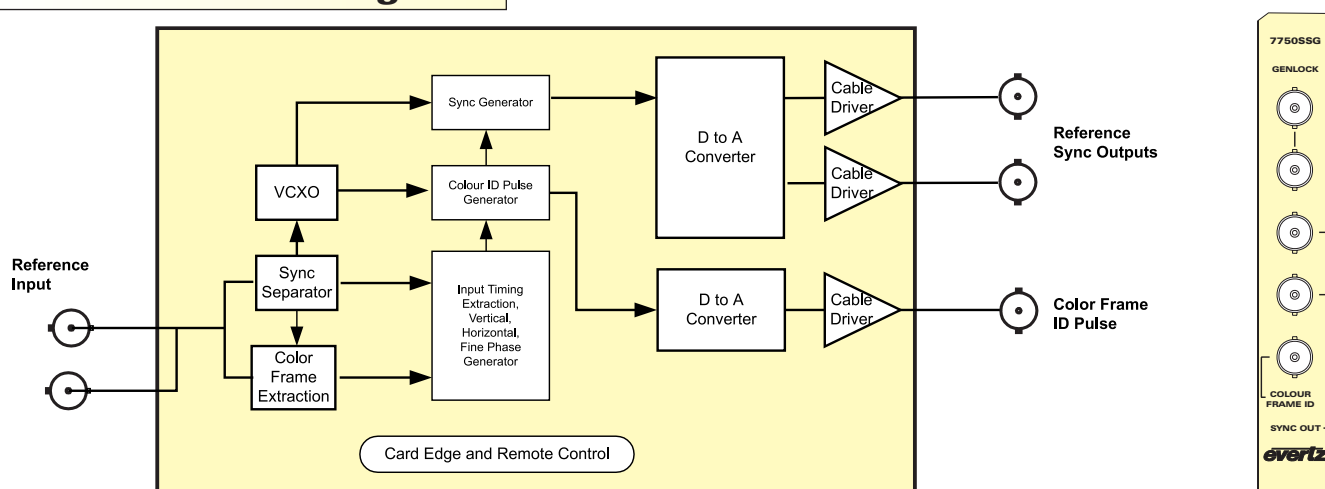 Reference
Input
VCXO
Sync
Separator
Color
Frame
Extraction
Sync Generator
Colour ID Pulse
Generator
Input Timing
Extraction,
Vertical,
Horizontal,
Fine Phase
Generator
D to A
Converter
D to A
Converter
Cable
Driver
Cable
Driver
Cable
Driver
Reference
Sync Outputs
Color Frame
ID Pulse
Card Edge and Remote Control
7750SSG
GENLOCK
COLOUR
FRAME ID
SYNC OUT
evertz